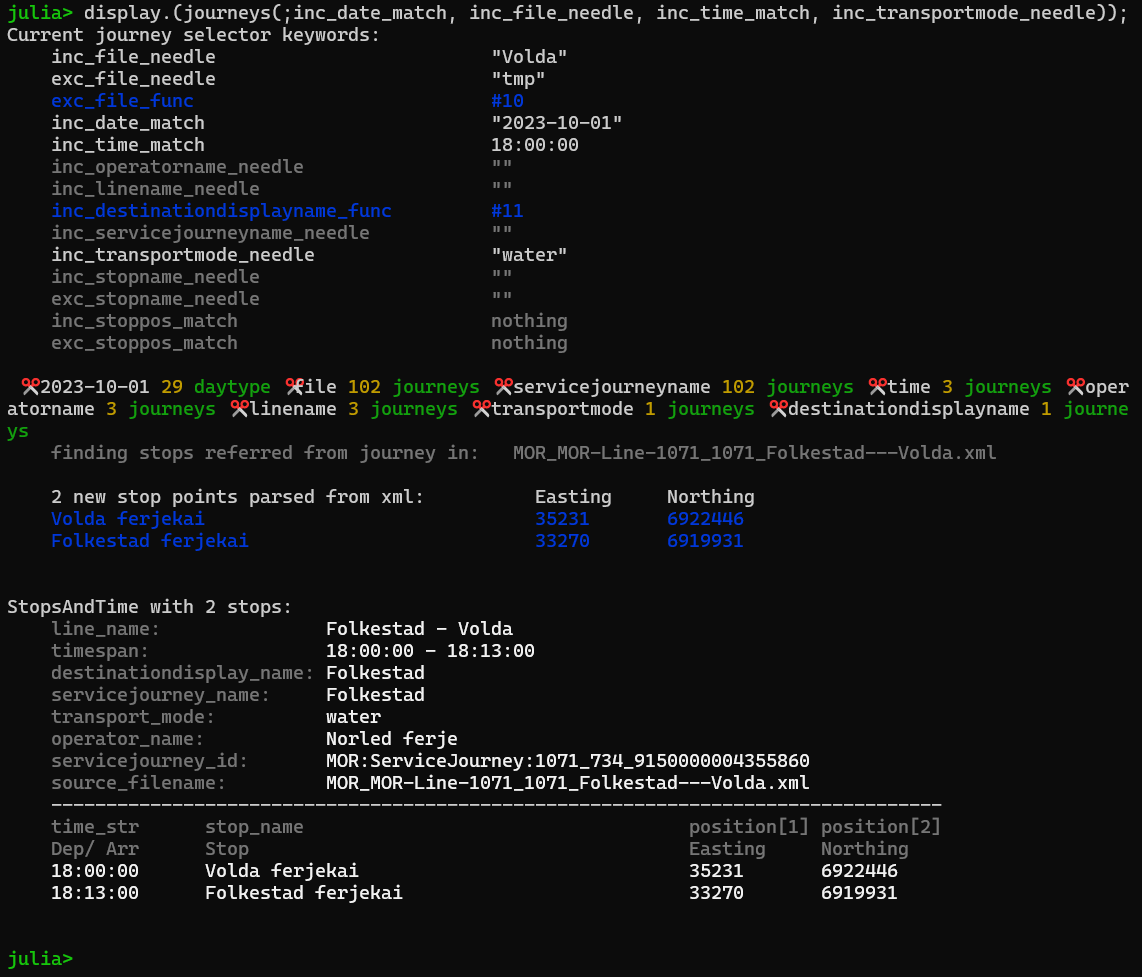 julia> display.(journeys(;inc_date_match, inc_file_needle, inc_time_match, inc_transportmode_needle));
Current journey selector keywords:
    inc_file_needle                         "Volda"
    exc_file_needle                         "tmp"
    exc_file_func                           #10
    inc_date_match                          "2023-10-01"
    inc_time_match                          18:00:00
    inc_operatorname_needle                 ""
    inc_linename_needle                     ""
    inc_destinationdisplayname_func         #11
    inc_servicejourneyname_needle           ""
    inc_transportmode_needle                "water"
    inc_stopname_needle                     ""
    exc_stopname_needle                     ""
    inc_stoppos_match                       nothing
    exc_stoppos_match                       nothing
✂2023-10-01 29 daytype ✂file 102 journeys ✂servicejourneyname 102 journeys ✂time 3 journeys ✂oper
atorname 3 journeys ✂linename 3 journeys ✂transportmode 1 journeys ✂destinationdisplayname 1 journe
ys
    finding stops referred from journey in:   MOR_MOR-Line-1071_1071_Folkestad---Volda.xml
    2 new stop points parsed from xml:          Easting     Northing
    Volda ferjekai                              35231       6922446
    Folkestad ferjekai                          33270       6919931
StopsAndTime with 2 stops:
    line_name:               Folkestad - Volda
    timespan:                18:00:00 - 18:13:00
    destinationdisplay_name: Folkestad
    servicejourney_name:     Folkestad
    transport_mode:          water
    operator_name:           Norled ferje
    servicejourney_id:       MOR:ServiceJourney:1071_734_9150000004355860
    source_filename:         MOR_MOR-Line-1071_1071_Folkestad---Volda.xml
    ---------------------------------------------------------------------------------
    time_str      stop_name                                   position[1] position[2]
    Dep/ Arr      Stop                                        Easting     Northing
    18:00:00      Volda ferjekai                              35231       6922446
    18:13:00      Folkestad ferjekai                          33270       6919931
julia>